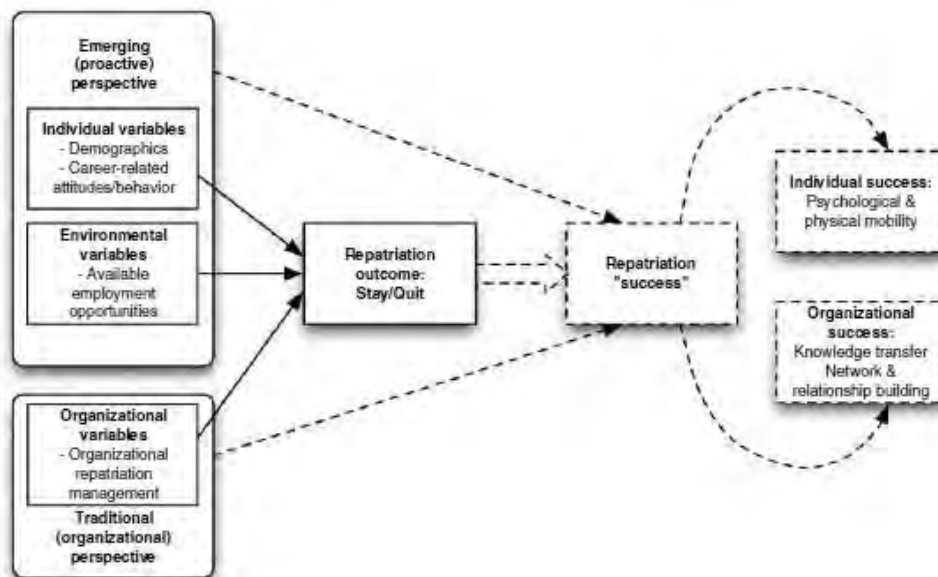 Emerging
(proactive)
perspective
Individual variables
- Demographics
- Career-related
attitudes/behavior
Environmental
variables
- Available
employment
opportunities
Organizational
variables
- Organizational
repatriation
management
Traditional
(organizational)
perspective
Repatriation
outcome:
Stay/Quit
Repatriation
"success"
Individual success:
Psychological &
physical mobility
Organizational
success:
Knowledge transfer
Network &
relationship building